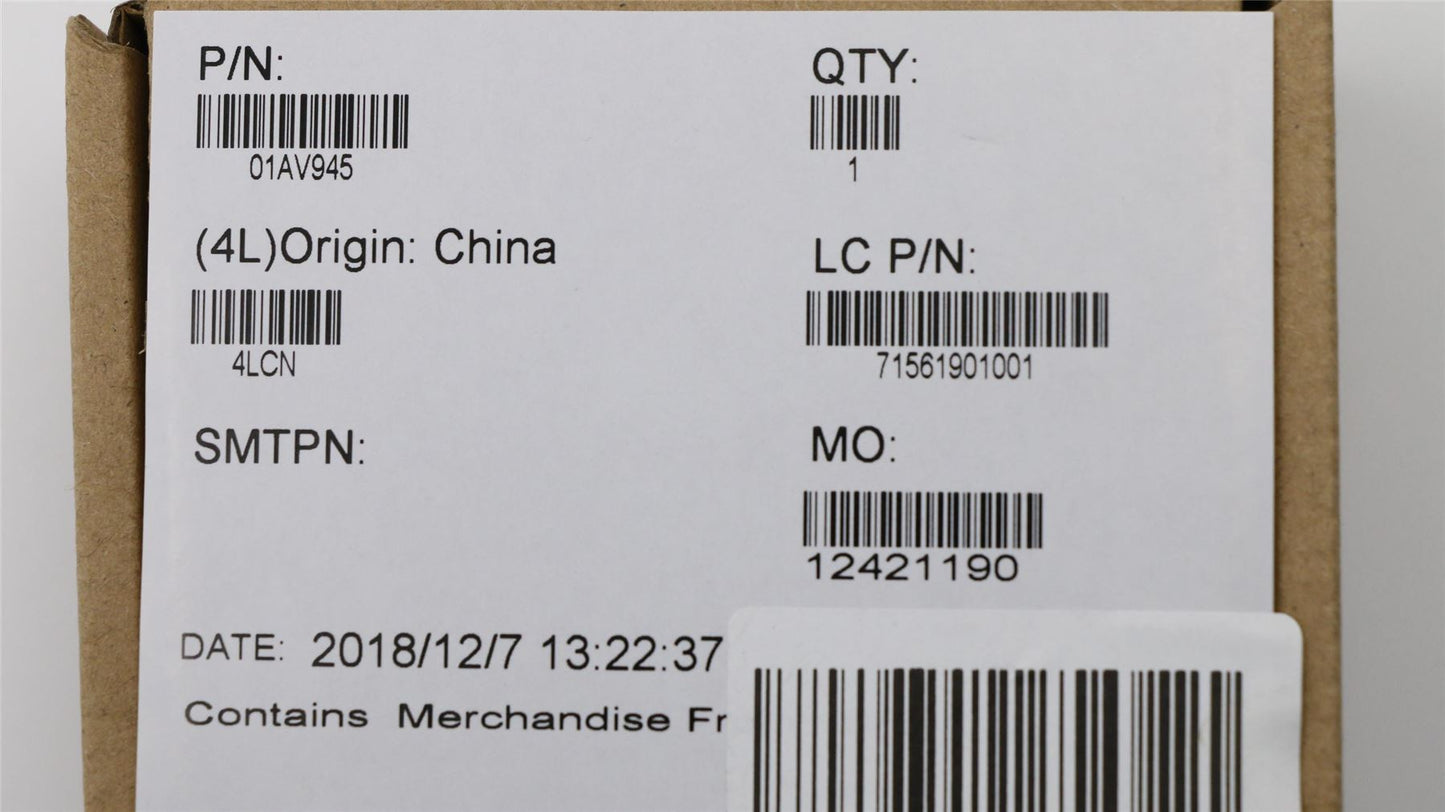 P/N:
01AV945
QTY:
1
(4L)Origin: China
4LCN
LC P/N:
71561901001
SMTPN:
MO:
12421190
DATE: 2018/12/7 13:22:37
Contains Merchandise Fr